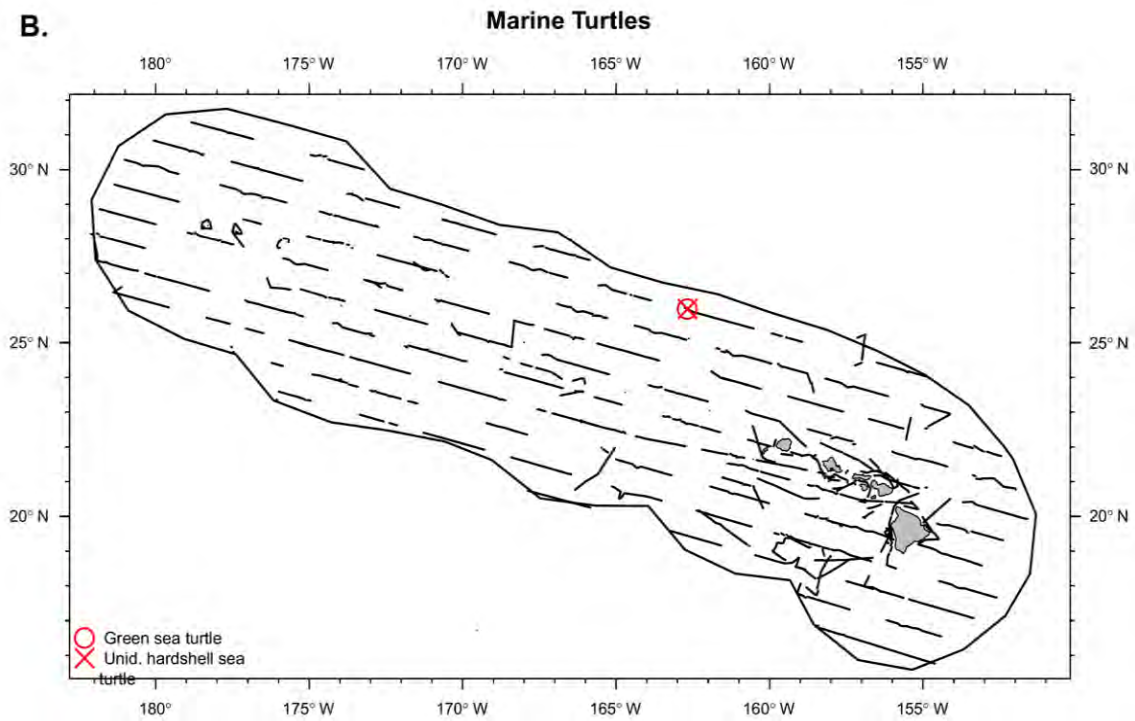 B.
Marine Turtles
180° 175° W 170° W 165° W 160° W 155° W
30° N 30° N
25° N 25° N
20° N 20° N
Green sea turtle
Unid. hardshell sea
turtle
180° 175° W 170° W 165° W 160° W 155° W